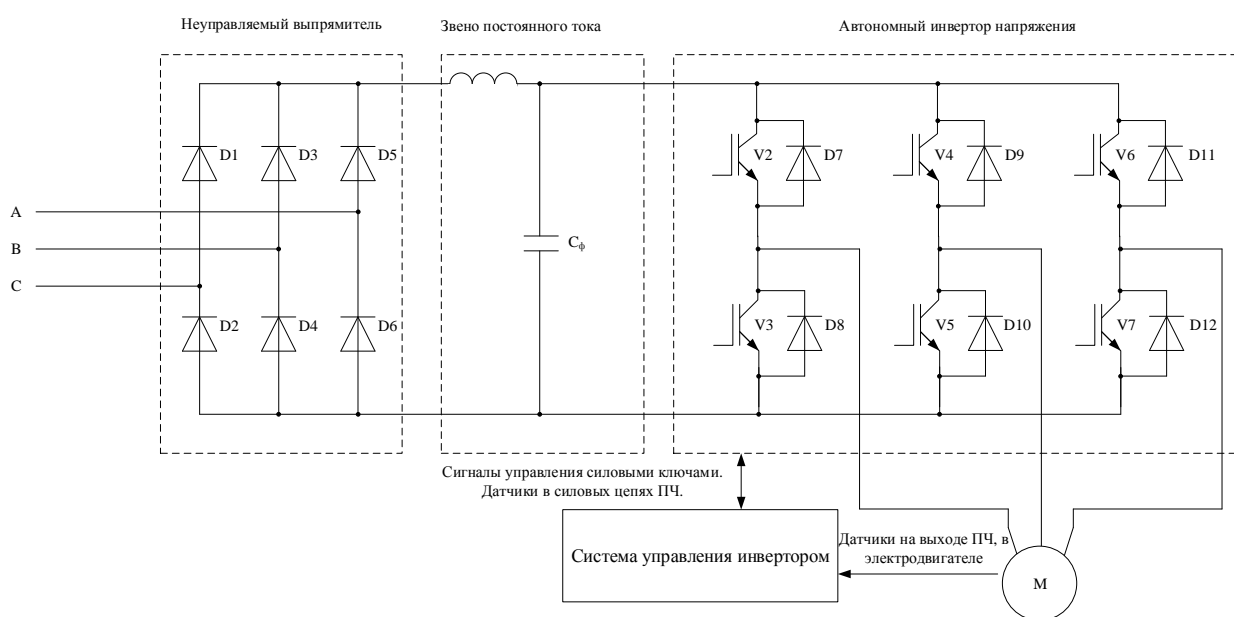 Неуправляемый выпрямитель
Звено постоянного тока
Автономный инвертор напряжения
D1
D3
D5
V2
D7
V4
D9
V6
D11
A
B
C
Cф
D2
D4
D6
V3
D8
V5
D10
V7
D12
Сигналы управления силовыми ключами.
Датчики в силовых цепях ПЧ.
Система управления инвертором
Датчики на выходе ПЧ, в
электродвигателе
М